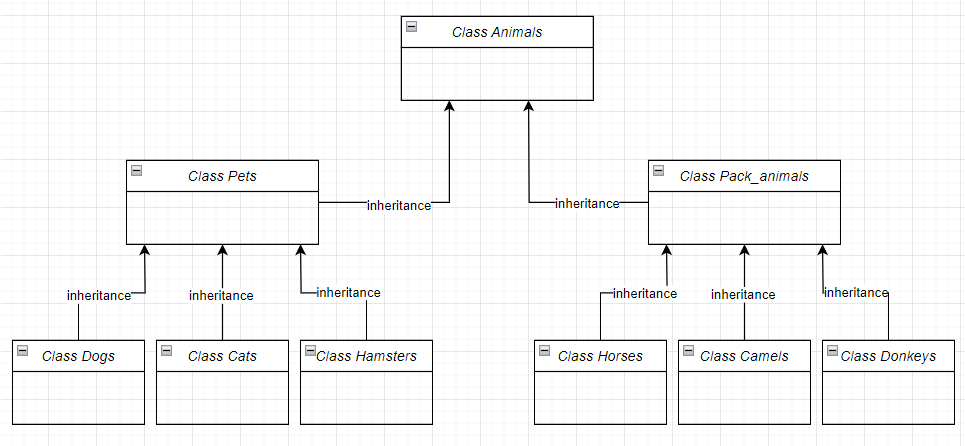 Class Animals
Class Pets
Class Pack_animals
inheritance
inheritance
inheritance
inheritance
inheritance
inheritance
inheritance
inheritance
Class Dogs
Class Cats
Class Hamsters
Class Horses
Class Camels
Class Donkeys